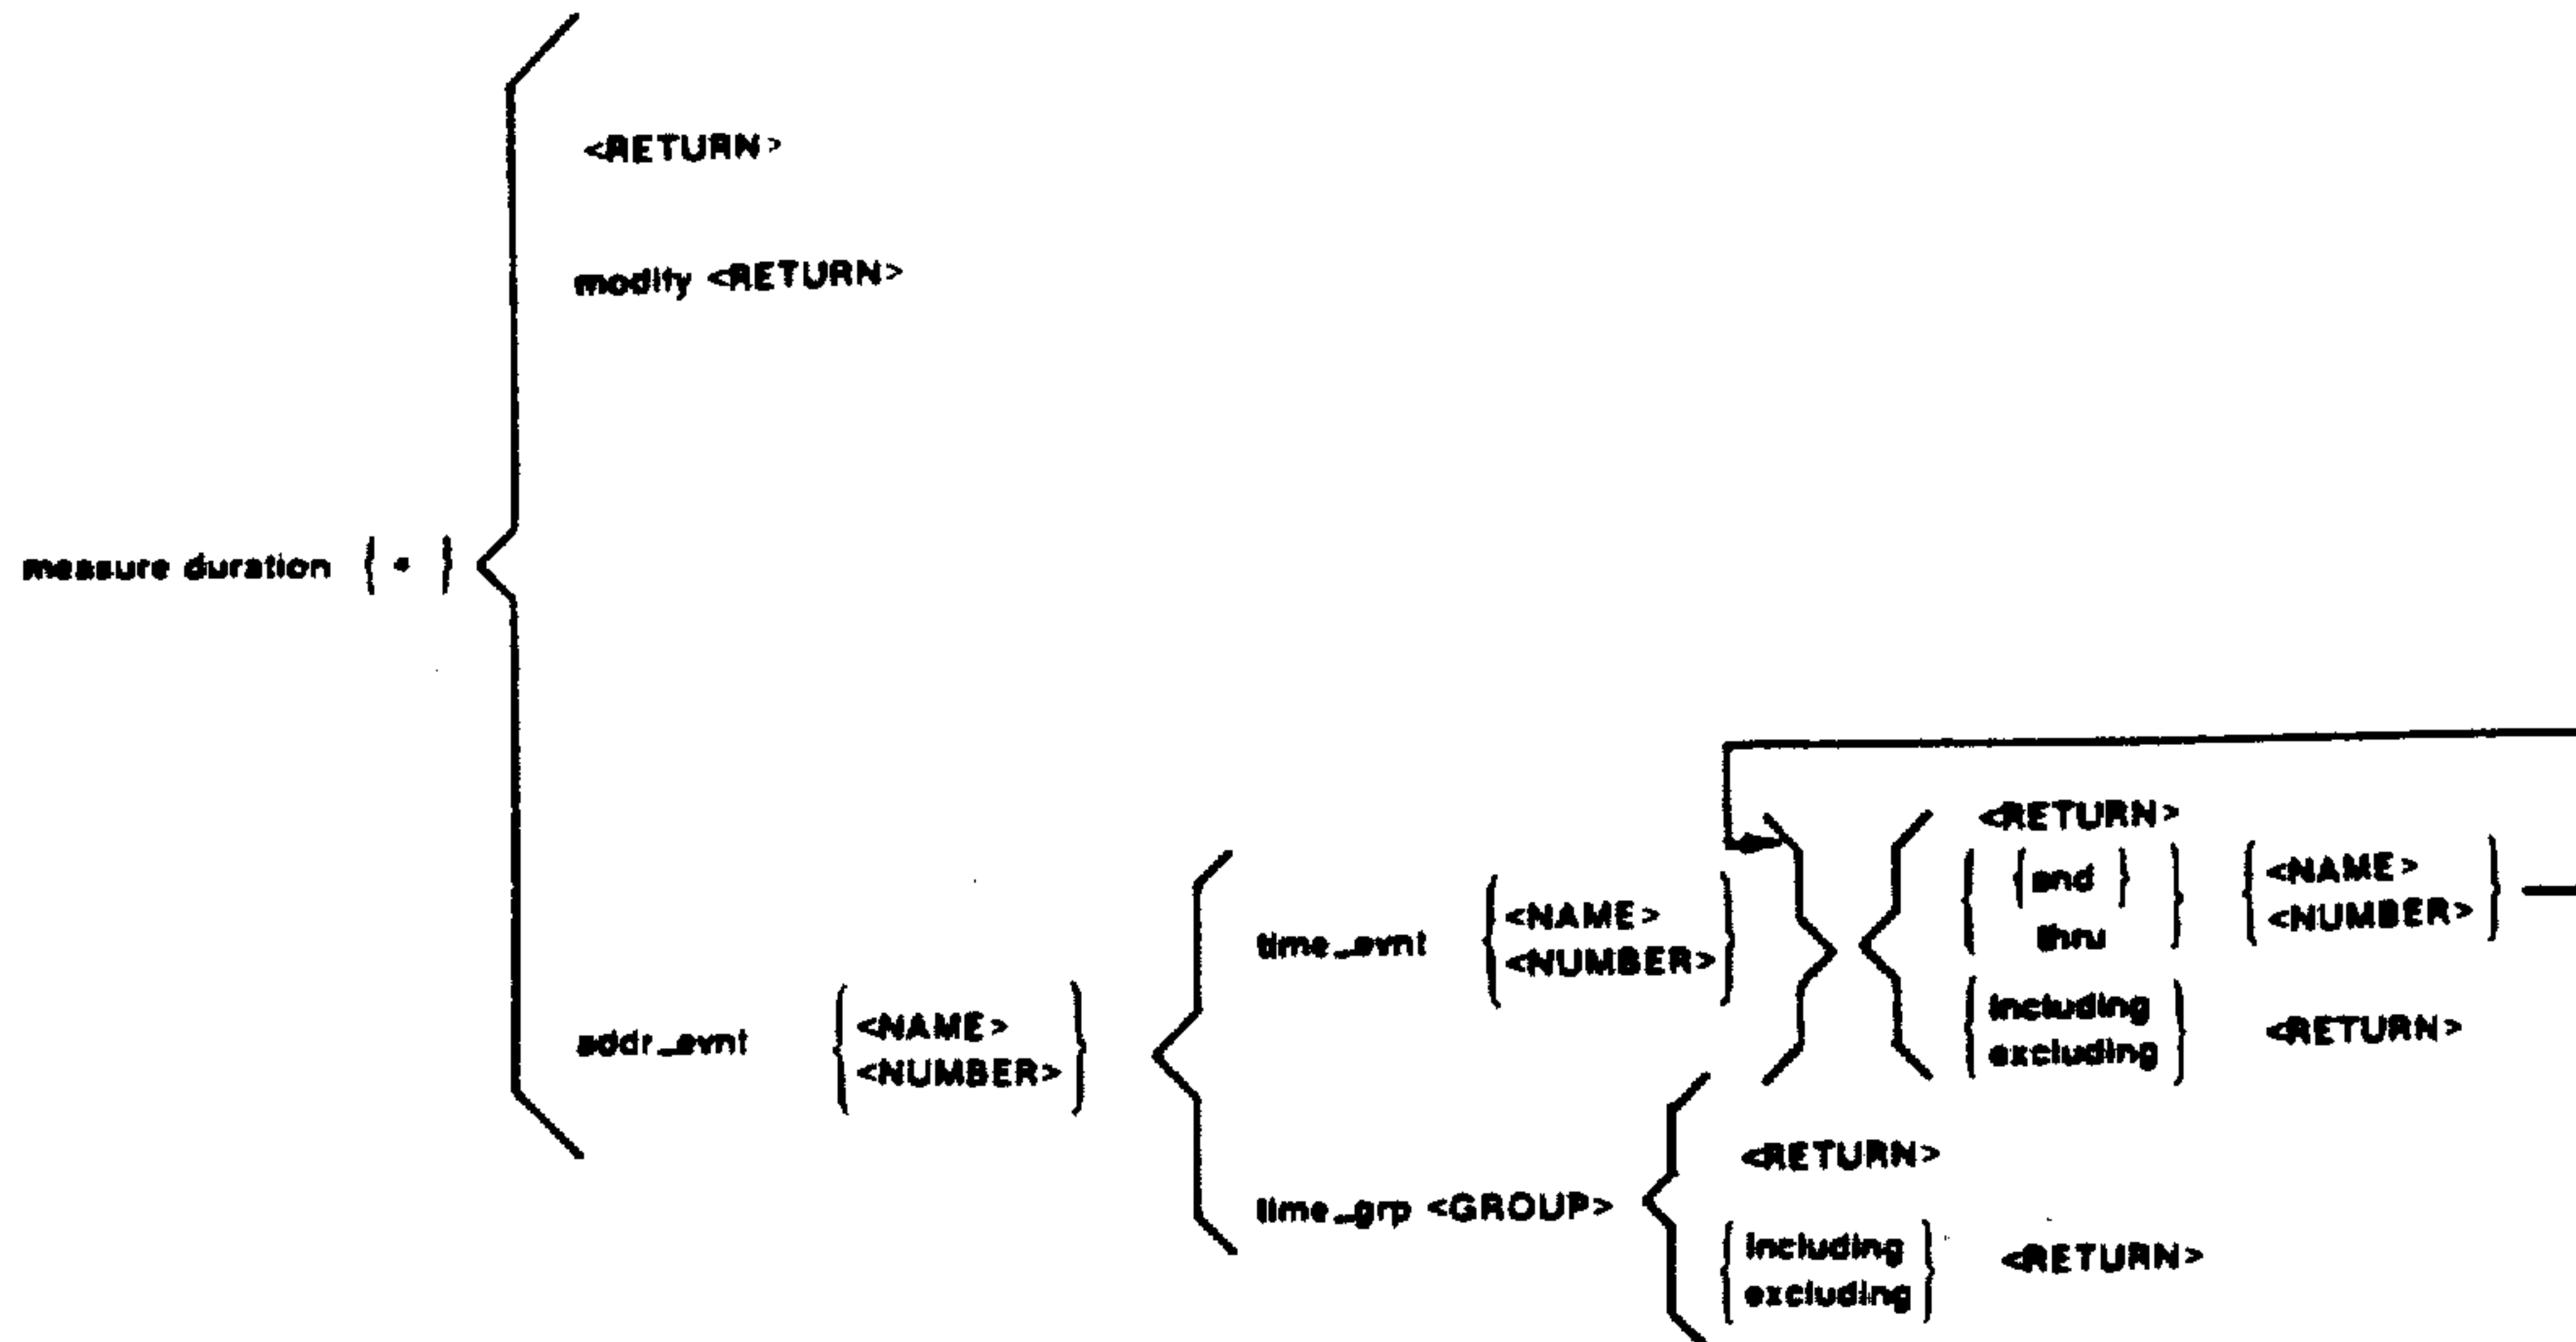 <RETURN>
modify <RETURN>
measure duration { * }
<RETURN>
{and}
thru
<NAME>
<NUMBER>
time_evnt
<NAME>
<NUMBER>
including
excluding
<RETURN>
addr_evnt
<NAME>
<NUMBER>
<RETURN>
time_grp <GROUP>
including
excluding
<RETURN>